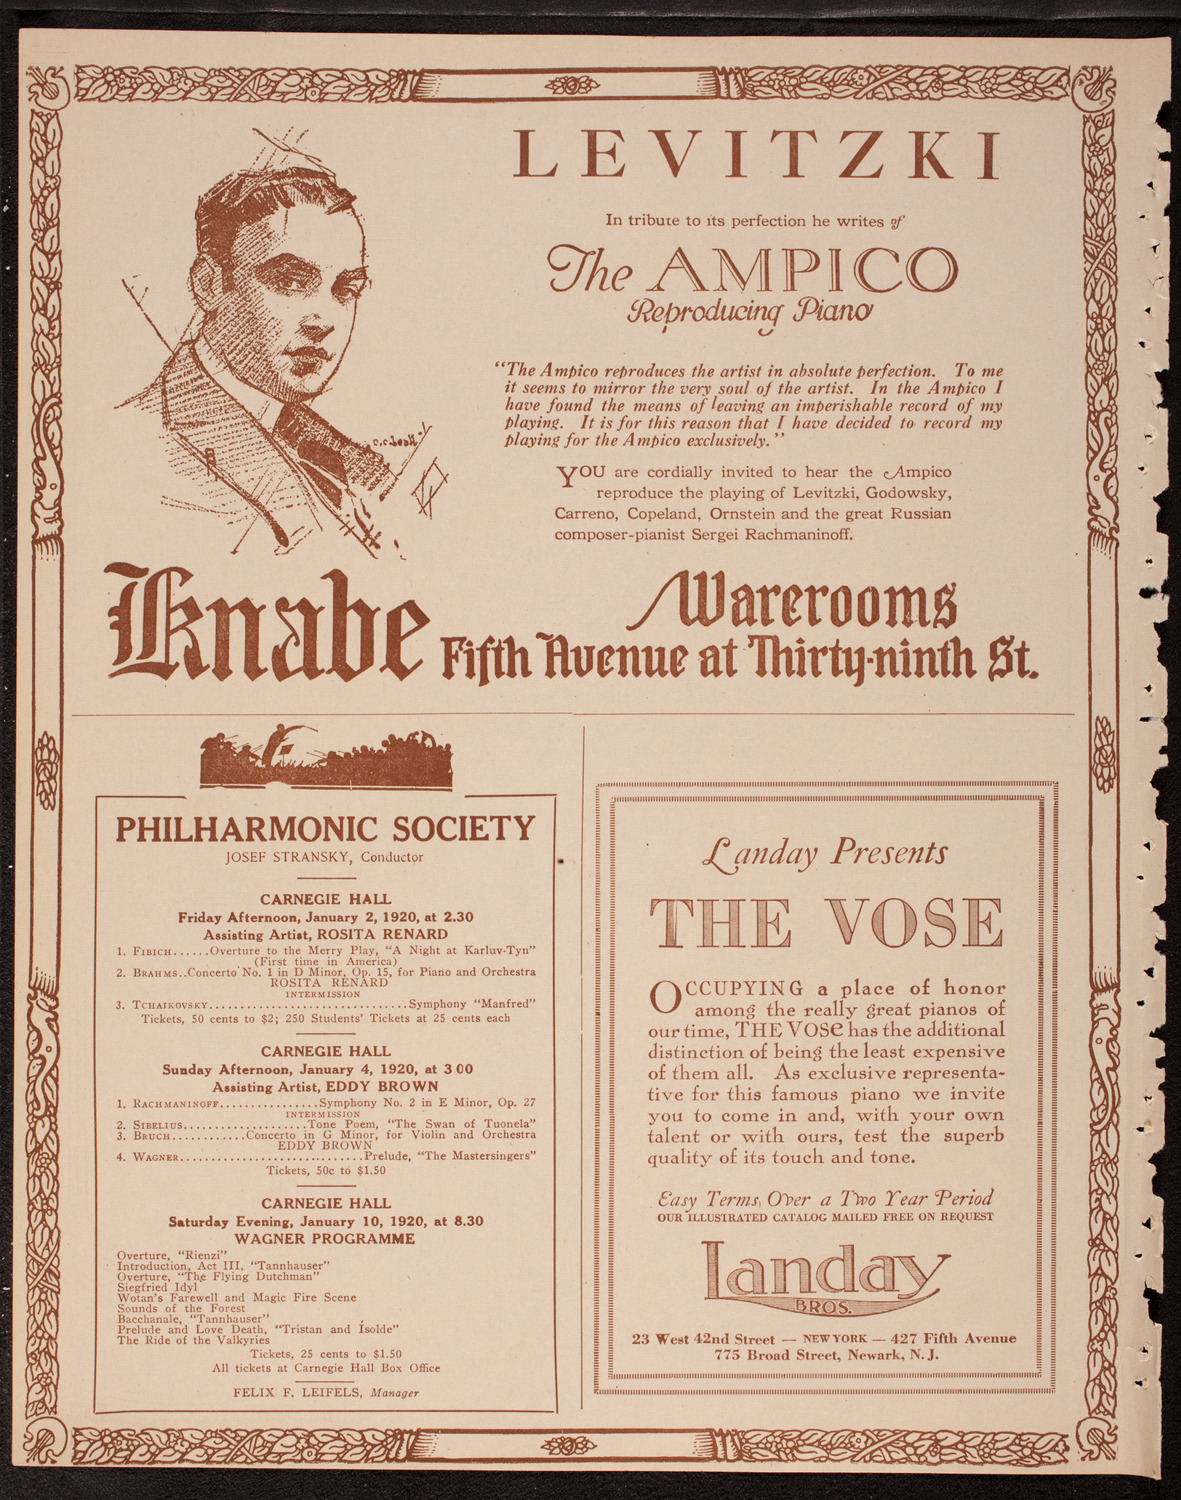 LEVITZKI
In tribute to its perfection he writes of
The AMPICO
Reproducing Piano
“The Ampico reproduces the artist in absolute perfection. To me
it seems to mirror the very soul of the artist. In the Ampico I
have found the means of leaving an imperishable record of my
playing. It is for this reason that I have decided to record my
playing for the Ampico exclusively.”
YOU are cordially invited to hear the Ampico
reproduce the playing of Levitzki, Godowsky,
Carreno, Copeland, Ornstein and the great Russian
composer-pianist Sergei Rachmaninoff.
Knabe Warerooms
Fifth Avenue at Thirty-ninth St.
PHILHARMONIC SOCIETY
JOSEF STRANSKY, Conductor
CARNEGIE HALL
Friday Afternoon, January 2, 1920, at 2.30
Assisting Artist, ROSITA RENARD
1. FIBICH......Overture to the Merry Play, “A Night at Karluv-Tyn”
(First time in America)
2. BRAHMS..Concerto No. 1 in D Minor, Op. 15, for Piano and Orchestra
ROSITA RENARD
INTERMISSION
3. TCHAIKOVSKY................................Symphony “Manfred”
Tickets, 50 cents to $2; 250 Students’ Tickets at 25 cents each
CARNEGIE HALL
Sunday Afternoon, January 4, 1920, at 3 00
Assisting Artist, EDDY BROWN
1. RACHMANINOFF................Symphony No. 2 in E Minor, Op. 27
INTERMISSION
2. SIBELIUS....................Tone Poem, “The Swan of Tuonela”
3. BRUCH............Concerto in G Minor, for Violin and Orchestra
EDDY BROWN
4. WAGNER..............................Prelude, “The Mastersingers”
Tickets, 50c to $1.50
CARNEGIE HALL
Saturday Evening, January 10, 1920, at 8.30
WAGNER PROGRAMME
Overture, “Rienzi”
Introduction, Act III, “Tannhauser”
Overture, “The Flying Dutchman”
Siegfried Idyl
Wotan’s Farewell and Magic Fire Scene
Sounds of the Forest
Bacchanale, “Tannhauser”
Prelude and Love Death, “Tristan and Isolde”
The Ride of the Valkyries
Tickets, 25 cents to $1.50
All tickets at Carnegie Hall Box Office
FELIX F. LEIFELS, Manager
Landay Presents
THE VOSE
OCCUPYING a place of honor
among the really great pianos of
our time, THE VOSE has the additional
distinction of being the least expensive
of them all. As exclusive representa-
tive for this famous piano we invite
you to come in and, with your own
talent or with ours, test the superb
quality of its touch and tone.
Easy Terms, Over a Two Year Period
OUR ILLUSTRATED CATALOG MAILED FREE ON REQUEST
Landay
BROS.
23 West 42nd Street — NEW YORK — 427 Fifth Avenue
775 Broad Street, Newark, N. J.